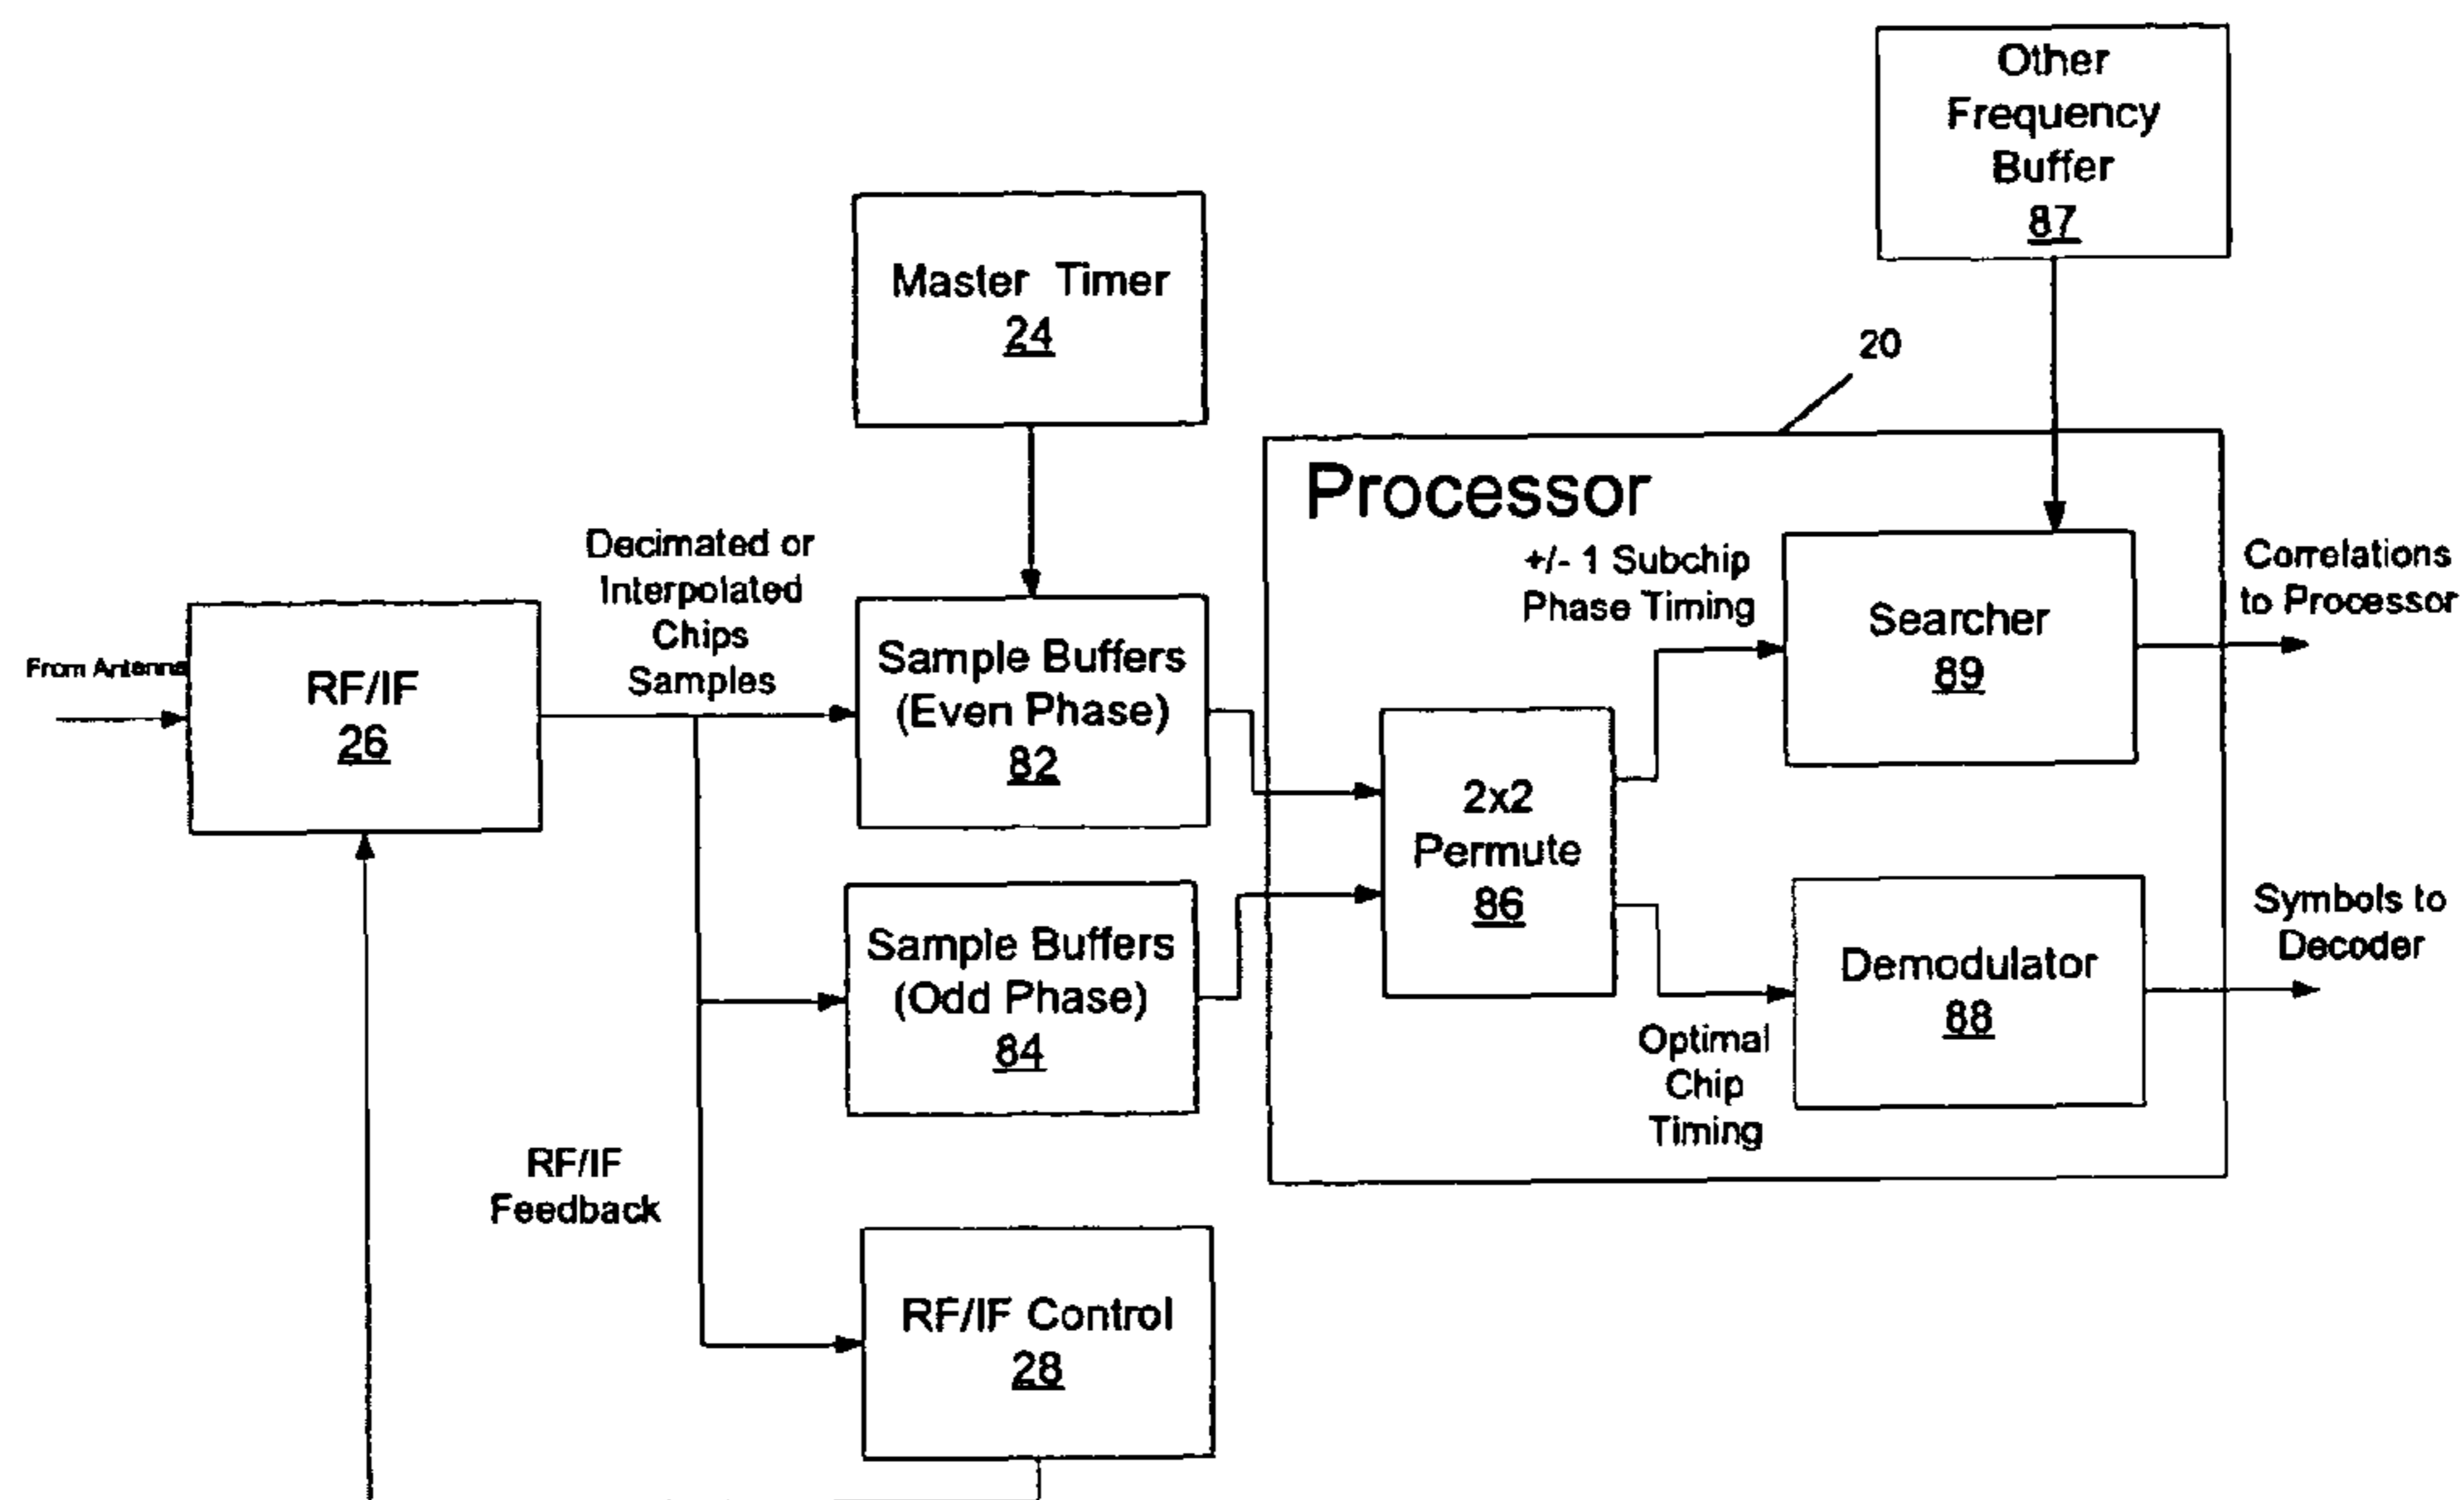 Other
Frequency
Buffer
87
Master Timer
24
20
Processor
Decimated or
Interpolated
Chips
Samples
+/- 1 Subchip
Phase Timing
Searcher
89
Correlations
to Processor
From Antenna
RF/IF
26
Sample Buffers
(Even Phase)
82
2x2
Permute
86
Sample Buffers
(Odd Phase)
84
Demodulator
88
Symbols to
Decoder
Optimal
Chip
Timing
RF/IF
Feedback
RF/IF Control
28